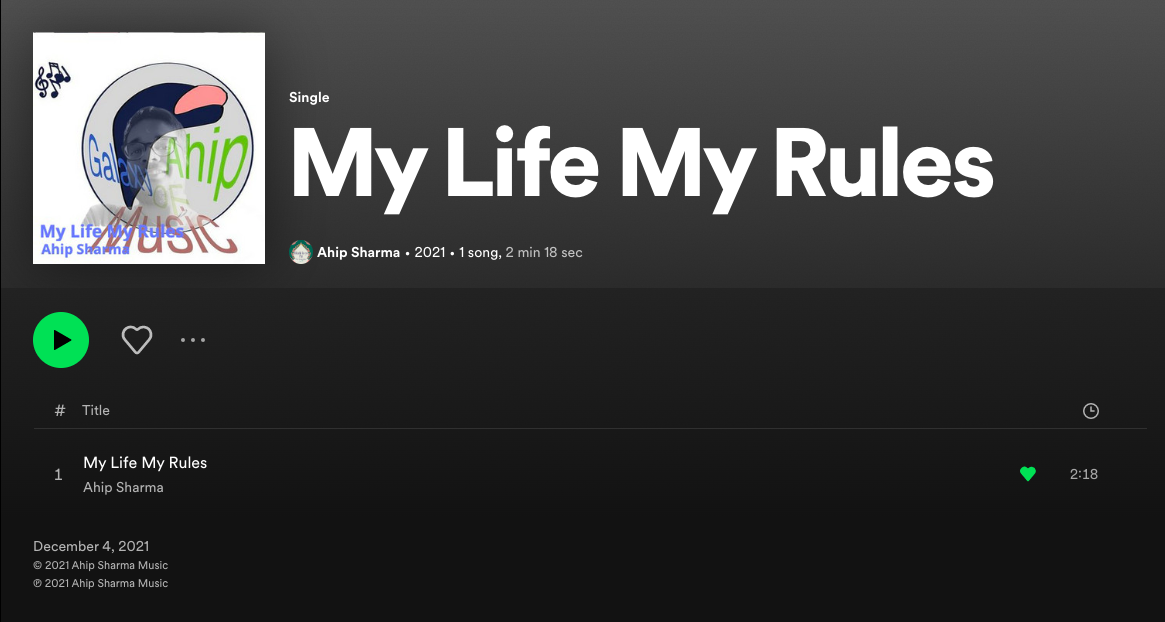 Galaxy Ahip
OF
Music
My Life My Rules
Ahip Sharma
Single
My Life My Rules
Ahip Sharma • 2021 • 1 song, 2 min 18 sec
# Title
1 My Life My Rules 2:18
Ahip Sharma
December 4, 2021
© 2021 Ahip Sharma Music
℗ 2021 Ahip Sharma Music